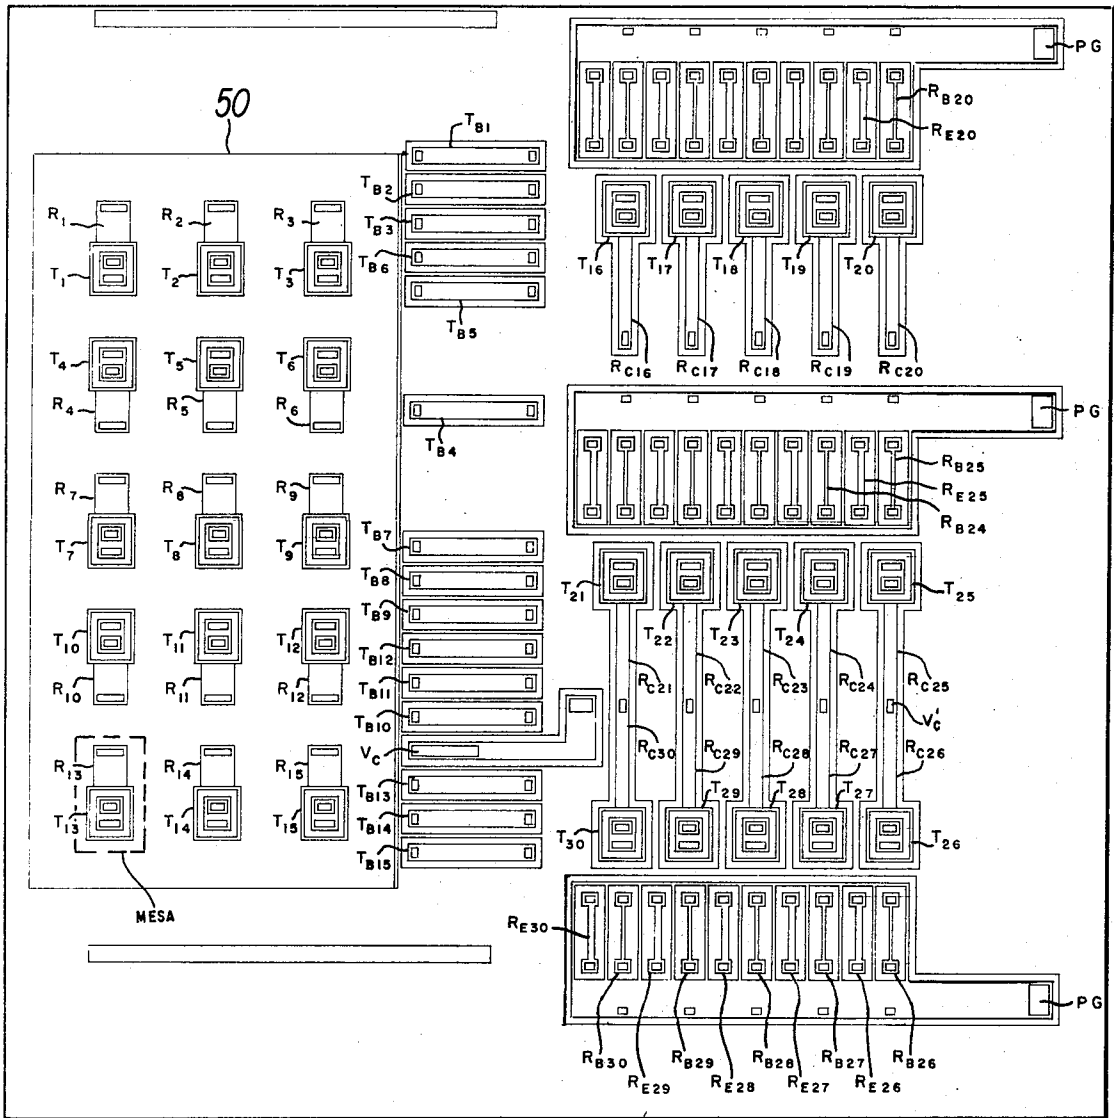 PG
50
RB20
RE20
TB1
TB2
TB3
TB6
TB5
R1 R2 R3
T1 T2 T3
T16 T17 T18 T19 T20
RC16 RC17 RC18 RC19 RC20
T4 T5 T6
R4 R5 R6
TB4
PG
RB25
RE25
RB24
R7 R8 R9
T7 T8 T9
TB7
TB8
TB9
TB12
TB11
TB10
T21 T22 T23 T24 T25
T10 T11 T12
R10 R11 R12
RC21 RC22 RC23 RC24 RC25
VC
V'C
RC30 RC29 RC28 RC27 RC26
R13 R14 R15
T13 T14 T15
TB13
TB14
TB15
T29 T28 T27
T30 T26
MESA
RE30
PG
RB30 RB29 RB28 RB27 RB26
RE29 RE28 RE27 RE26